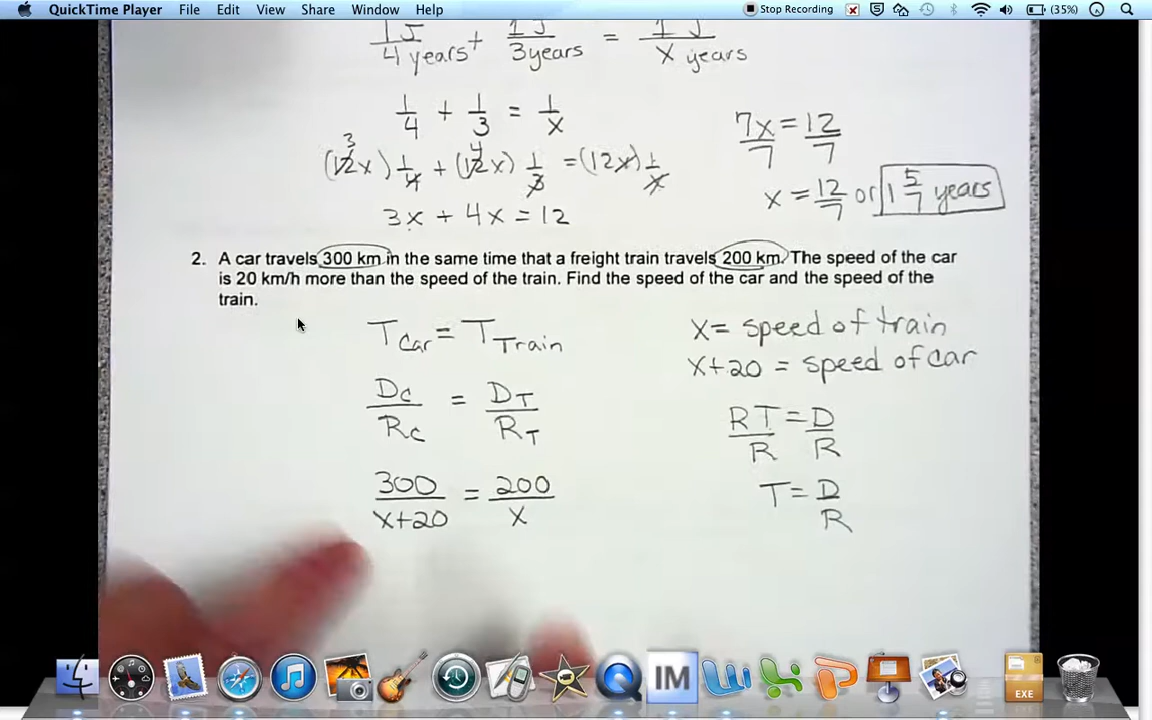 QuickTime Player File Edit View Share Window Help Stop Recording (35%)
4 years + 3 years = x years
1/4 + 1/3 = 1/x
(12x) 1/4 + (12x) 1/3 = (12x) 1/x
3 4
3x + 4x = 12
7x = 12
7 7
x = 12/7 or 1 5/7 years
2. A car travels 300 km in the same time that a freight train travels 200 km. The speed of the car
is 20 km/h more than the speed of the train. Find the speed of the car and the speed of the
train.
T Car = T Train
Dc/Rc = DT/RT
300/x+20 = 200/x
x = speed of train
x+20 = speed of car
RT/R = D/R
T = D/R
IM
EXE